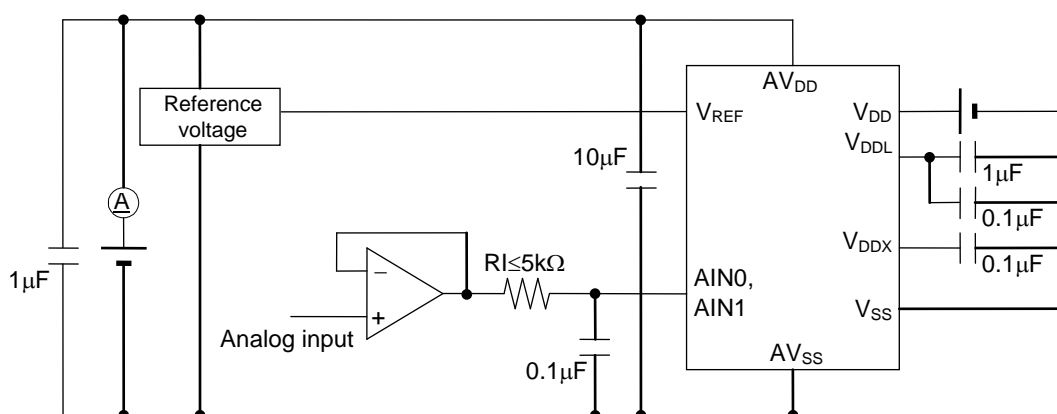 AVDD
Reference
voltage
VREF
VDD
VDDL
10μF
1μF
A
0.1μF
1μF
−
RI≤5kΩ
VDDX
0.1μF
AIN0,
AIN1
+
Analog input
VSS
0.1μF
AVSS